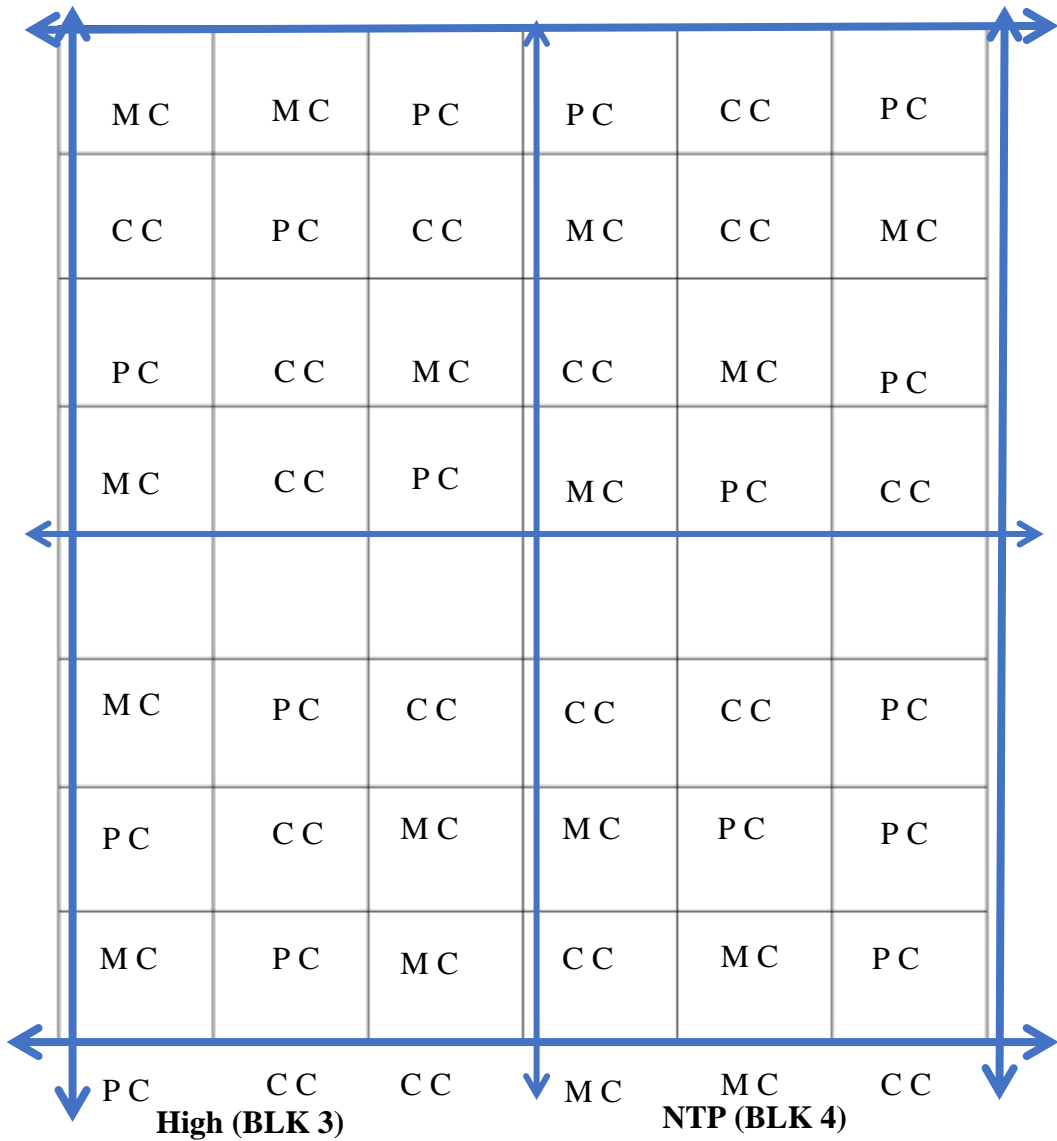 M C M C P C P C C C P C
C C P C C C M C C C M C
P C C C M C C C M C P C
M C C C P C M C P C C C
M C P C C C C C C C P C
P C C C M C M C P C P C
M C P C M C C C M C P C
P C C C C C M C M C C C
High (BLK 3) NTP (BLK 4)